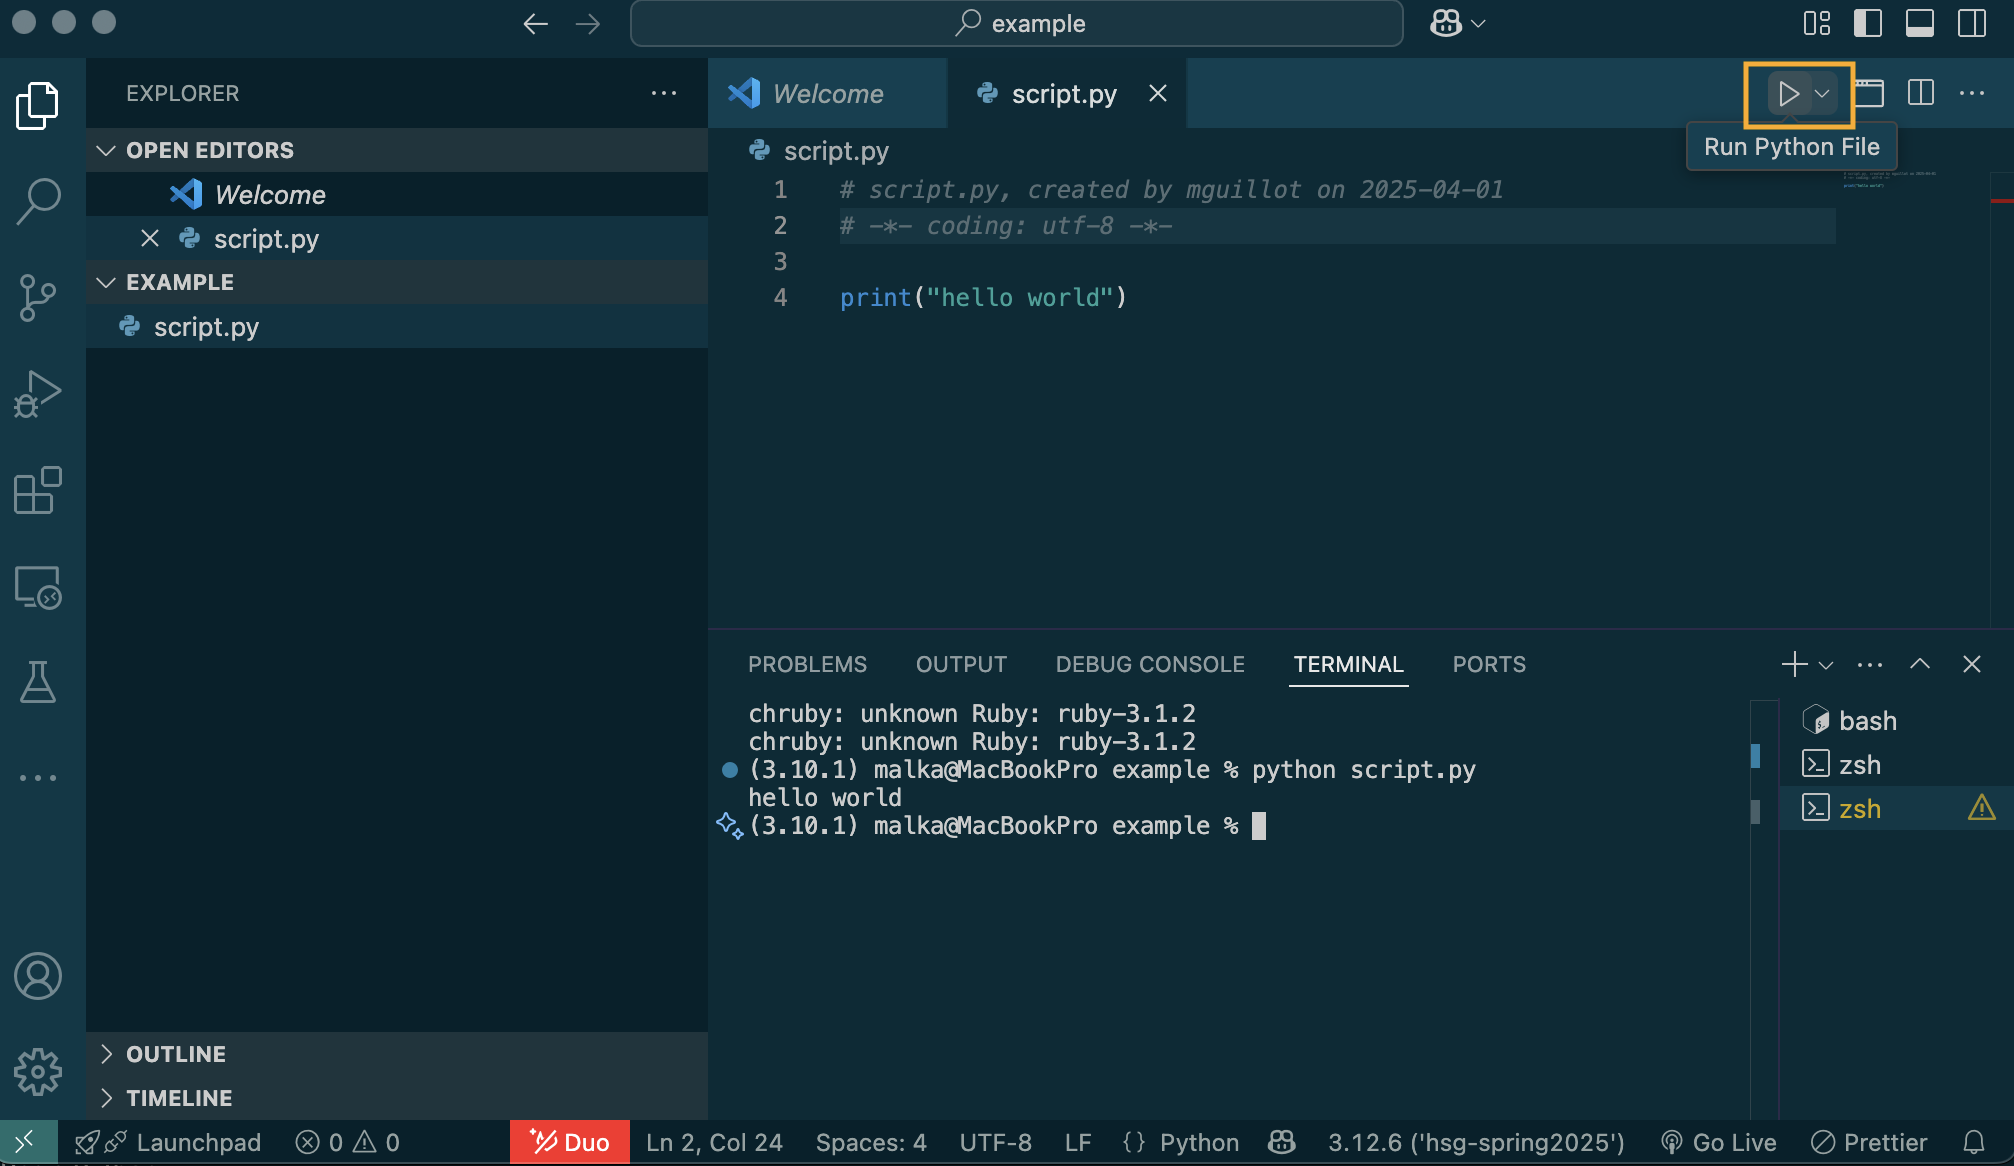 example
EXPLORER
Welcome
script.py
Run Python File
OPEN EDITORS
Welcome
script.py
EXAMPLE
script.py
OUTLINE
TIMELINE
script.py
1 # script.py, created by mguillot on 2025-04-01
2 # -*- coding: utf-8 -*-
3
4 print("hello world")
PROBLEMS OUTPUT DEBUG CONSOLE TERMINAL PORTS
chruby: unknown Ruby: ruby-3.1.2
chruby: unknown Ruby: ruby-3.1.2
(3.10.1) malka@MacBookPro example % python script.py
hello world
(3.10.1) malka@MacBookPro example %
bash
zsh
zsh
Launchpad 0 0 Duo Ln 2, Col 24 Spaces: 4 UTF-8 LF {} Python 3.12.6 ('hsg-spring2025') Go Live Prettier